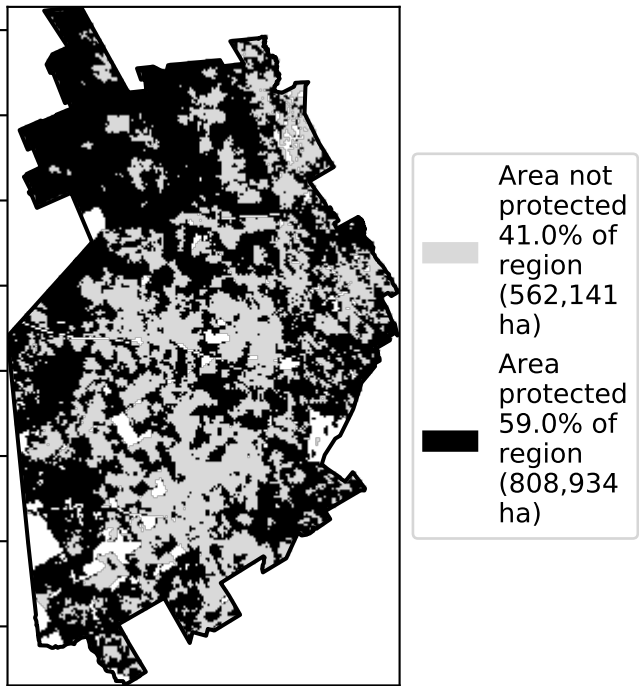 Area not
protected
41.0% of
region
(562,141
ha)
Area
protected
59.0% of
region
(808,934
ha)